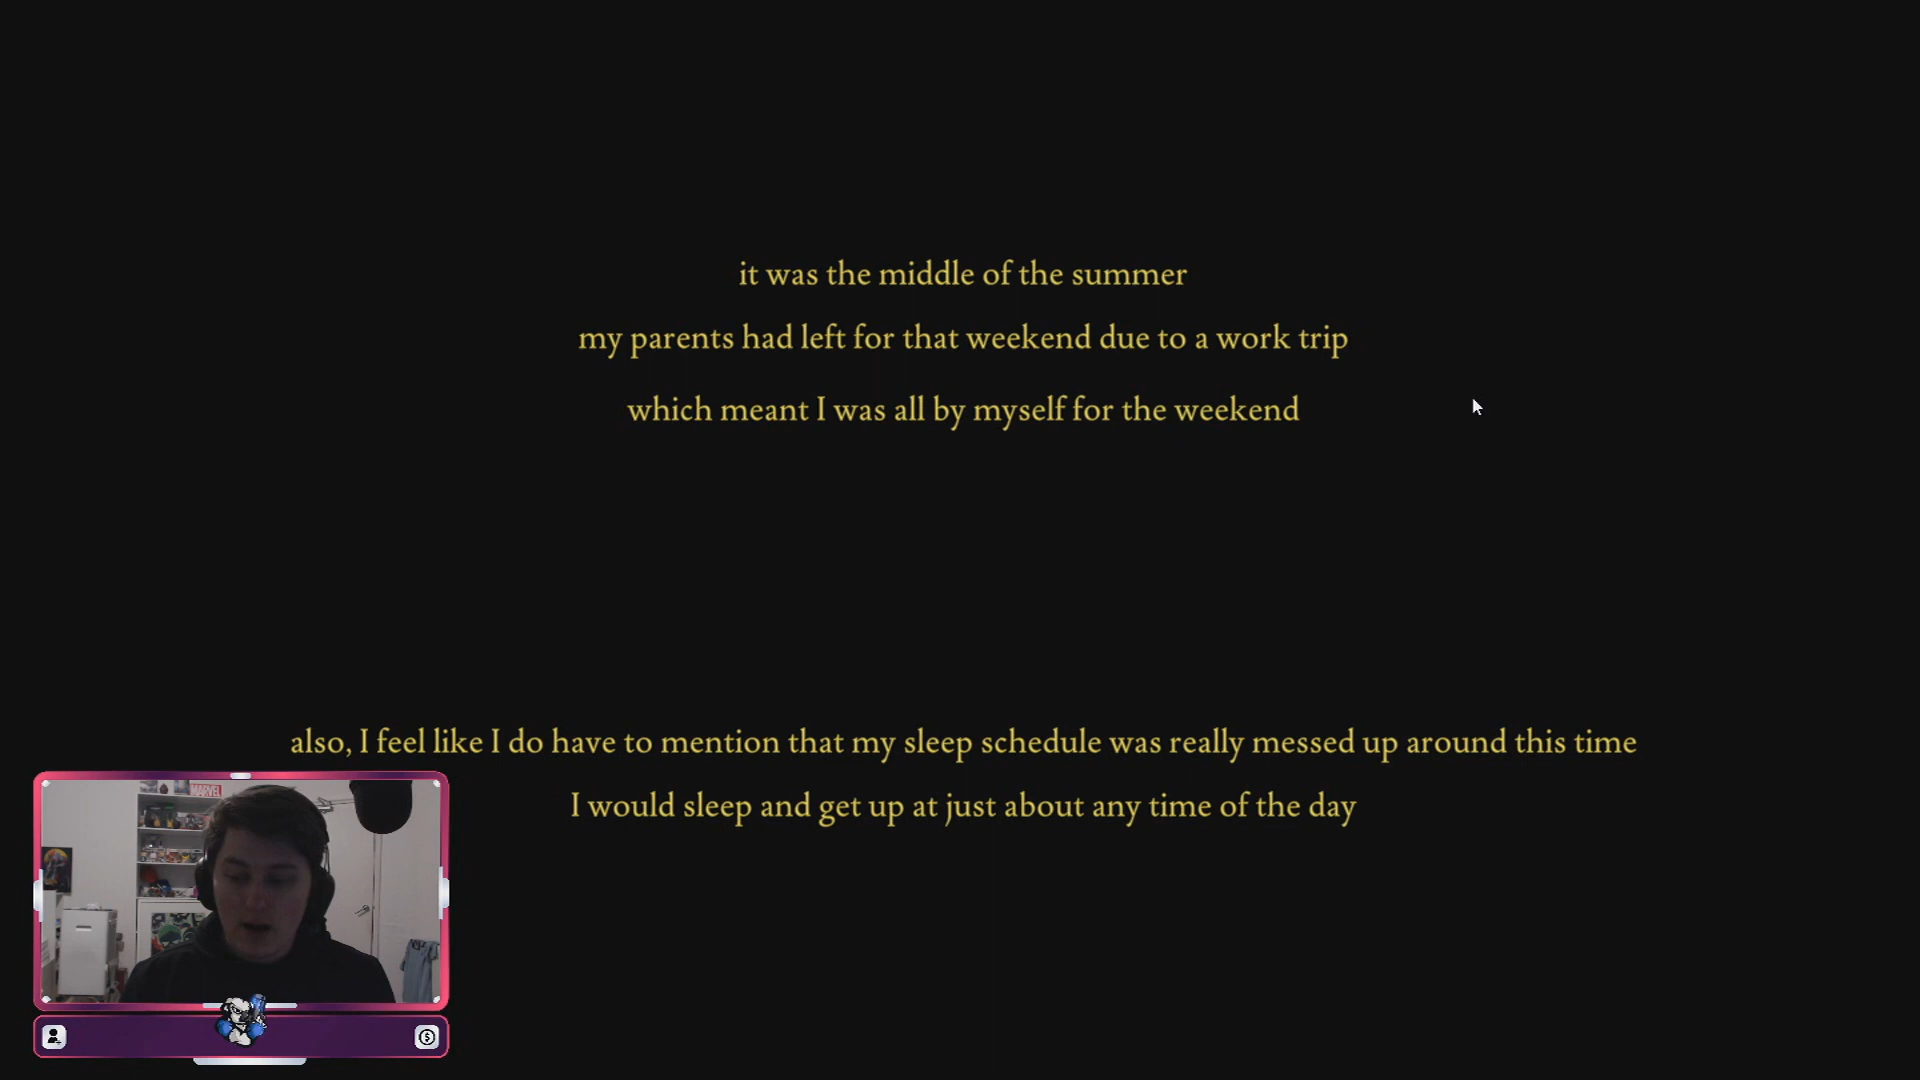 it was the middle of the summer
my parents had left for that weekend due to a work trip
which meant I was all by myself for the weekend
also, I feel like I do have to mention that my sleep schedule was really messed up around this time
I would sleep and get up at just about any time of the day
MARVEL